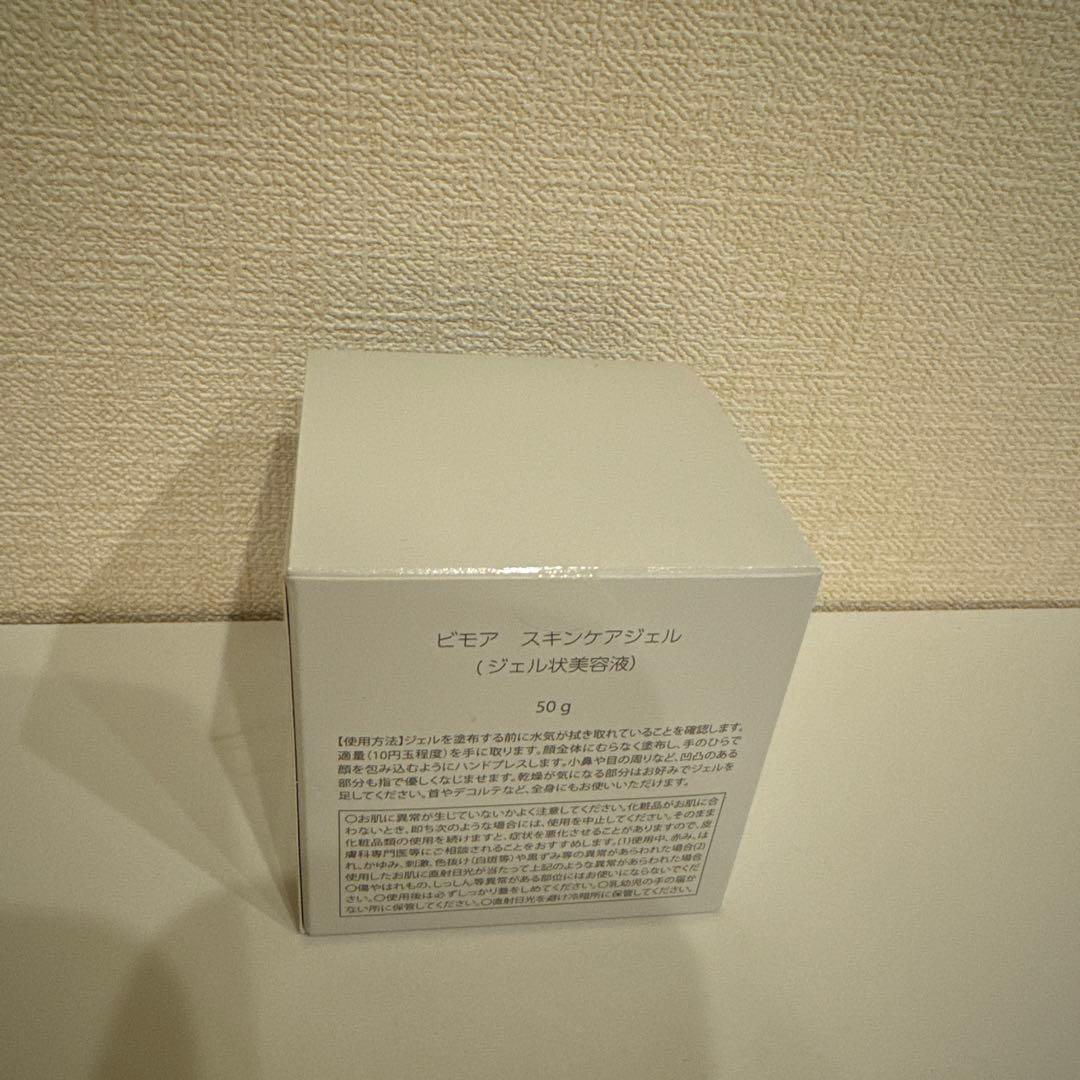 ビモア　スキンケアジェル
(ジェル状美容液)
50 g
【使用方法】ジェルを塗布する前に水気が拭き取れていることを確認します。
適量(10円玉程度)を手に取ります。顔全体にむらなく塗布し、手のひらで
顔を包み込むようにハンドプレスします。小鼻や目の周りなど、凹凸のある
部分も指で優しくなじませます。乾燥が気になる部分はお好みでジェルを
足してください。首やデコルテなど、全身にもお使いいただけます。
○お肌に異常が生じていないかよく注意してください。化粧品がお肌に合
わないとき、即ち次のような場合には、使用を中止してください。そのまま
化粧品類の使用を続けますと、症状を悪化させることがありますので、皮
膚科専門医等にご相談されることをおすすめします。(1)使用中、赤み、は
れ、かゆみ、刺激、色抜け(白斑等)や黒ずみ等の異常があらわれた場合(2)
使用したお肌に直射日光が当たって上記のような異常があらわれた場合
○傷やはれもの、しっしん等異常がある部位にはお使いにならないでくだ
さい。○使用後は必ずしっかり蓋をしめてください。○乳幼児の手の届か
ない所に保管してください。○直射日光を避け冷暗所に保管してください。